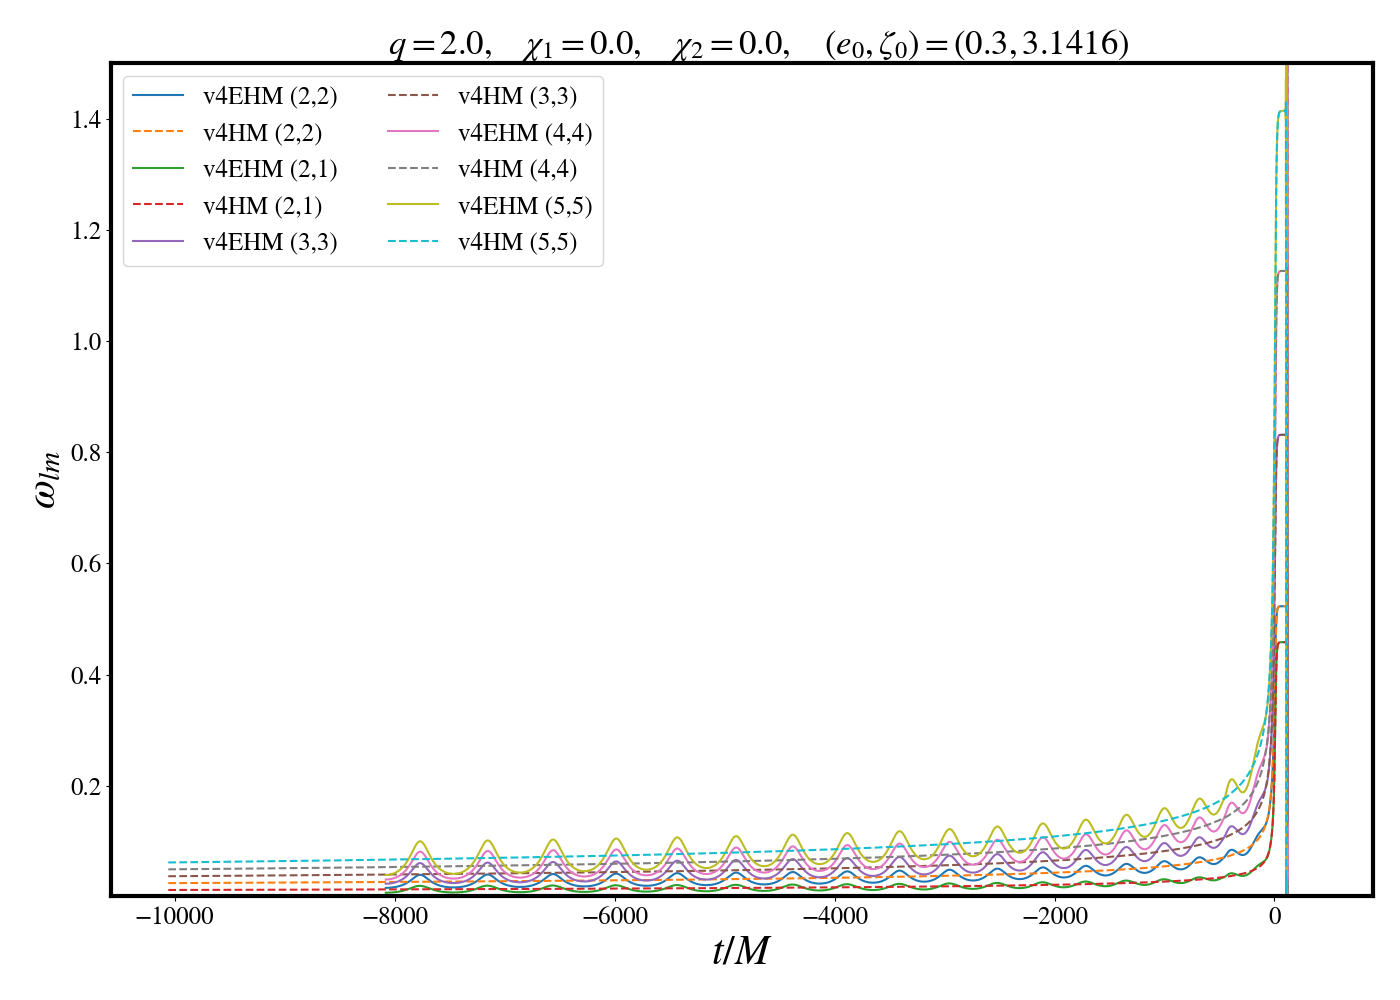 q = 2.0, χ₁ = 0.0, χ₂ = 0.0, (e₀, ζ₀) = (0.3, 3.1416)
v4EHM (2,2)
v4HM (2,2)
v4EHM (2,1)
v4HM (2,1)
v4EHM (3,3)
v4HM (3,3)
v4EHM (4,4)
v4HM (4,4)
v4EHM (5,5)
v4HM (5,5)
ω_{lm}
1.4
1.2
1.0
0.8
0.6
0.4
0.2
−10000 −8000 −6000 −4000 −2000 0
t/M